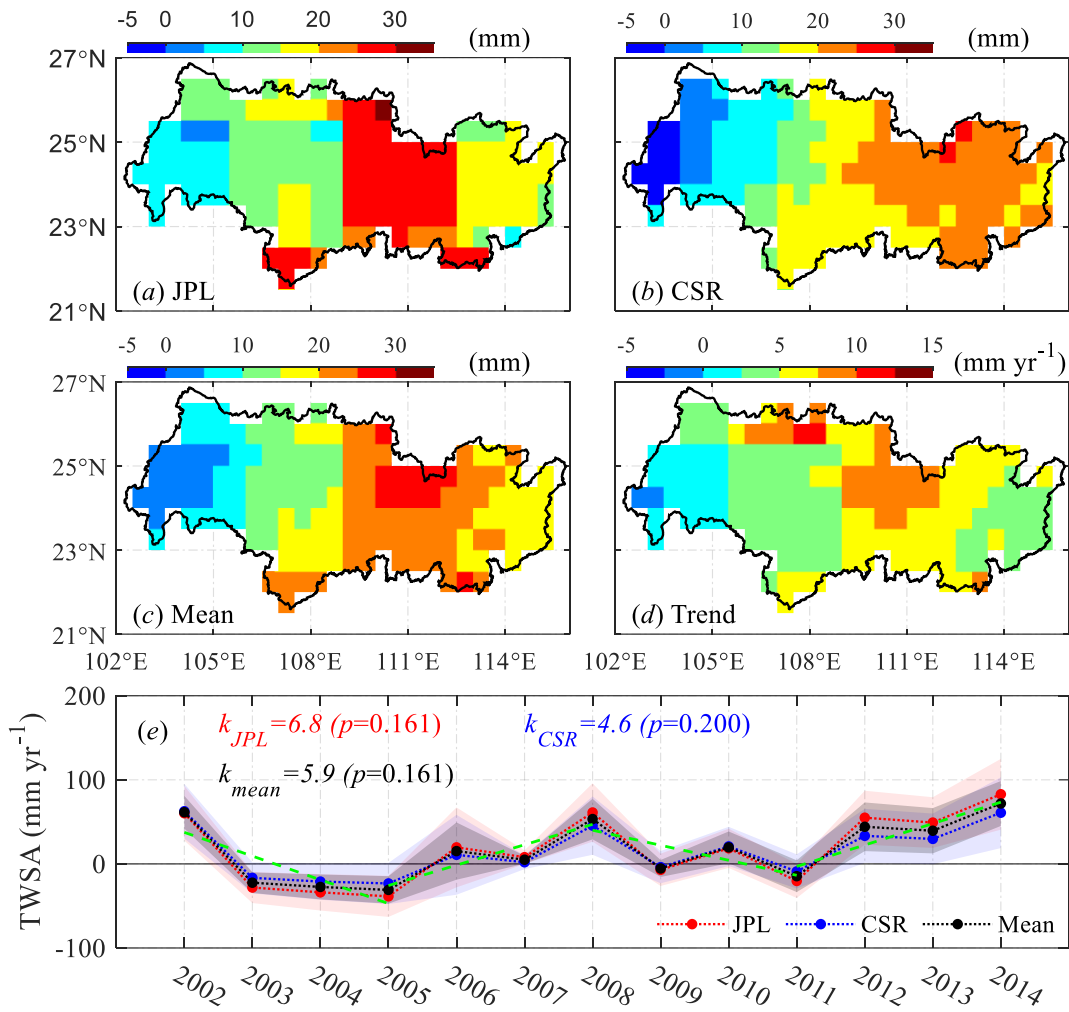 -5 0 10 20 30 (mm)
-5 0 10 20 30 (mm)
27°N
25°N
23°N
21°N
(a) JPL
(b) CSR
-5 0 10 20 30 (mm)
-5 0 5 10 15 (mm yr-1)
27°N
25°N
23°N
21°N
(c) Mean
(d) Trend
102°E 105°E 108°E 111°E 114°E
102°E 105°E 108°E 111°E 114°E
200
100
0
-100
TWSA (mm yr-1)
(e)
kJPL=6.8 (p=0.161)
kCSR=4.6 (p=0.200)
kmean=5.9 (p=0.161)
JPL CSR Mean
2002 2003 2004 2005 2006 2007 2008 2009 2010 2011 2012 2013 2014